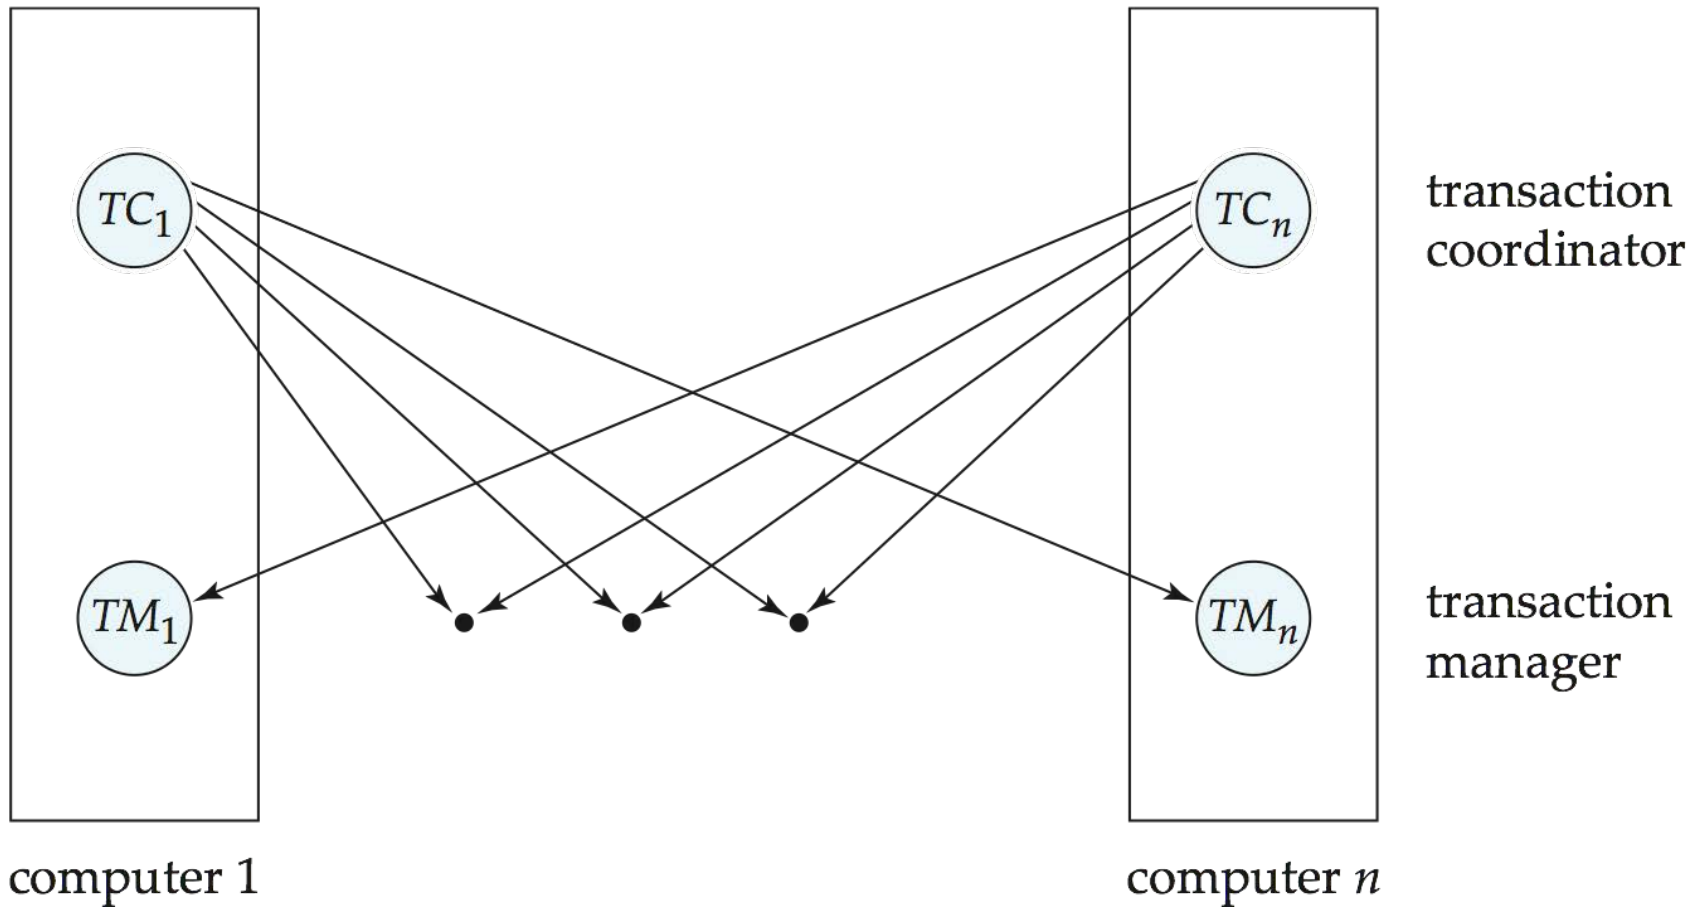 TC₁
TCₙ
transaction
coordinator
TM₁
TMₙ
transaction
manager
computer 1
computer n